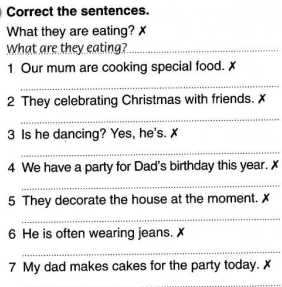 Correct the sentences.
What they are eating? ✗
What are they eating?
1 Our mum are cooking special food. ✗
2 They celebrating Christmas with friends. ✗
3 Is he dancing? Yes, he's. ✗
4 We have a party for Dad's birthday this year. ✗
5 They decorate the house at the moment. ✗
6 He is often wearing jeans. ✗
7 My dad makes cakes for the party today. ✗